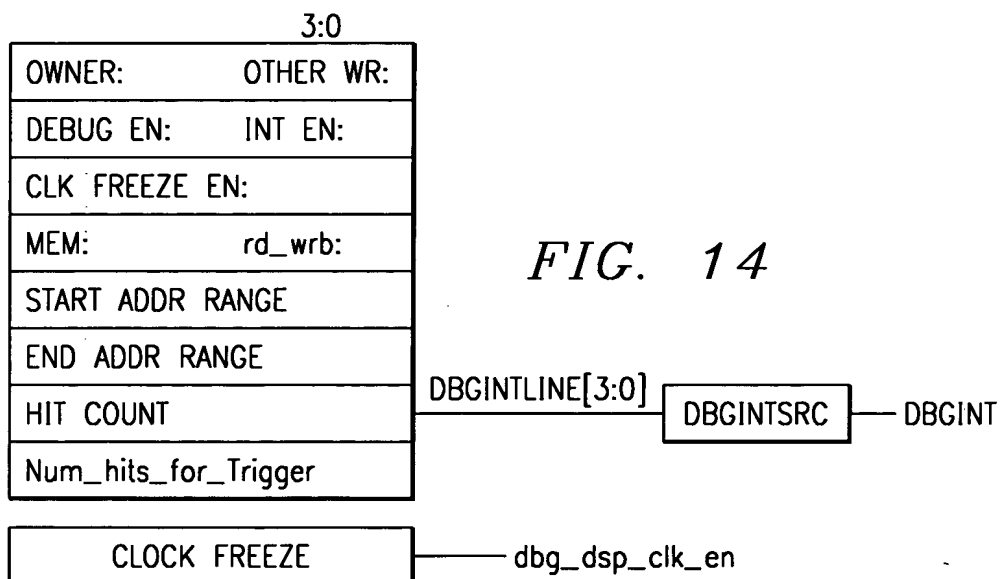 3:0
OWNER: OTHER WR:
DEBUG EN: INT EN:
CLK FREEZE EN:
MEM: rd_wrb:
FIG. 14
START ADDR RANGE
END ADDR RANGE
HIT COUNT
DBGINTLINE[3:0]
DBGINTSRC
DBGINT
Num_hits_for_Trigger
CLOCK FREEZE
dbg_dsp_clk_en